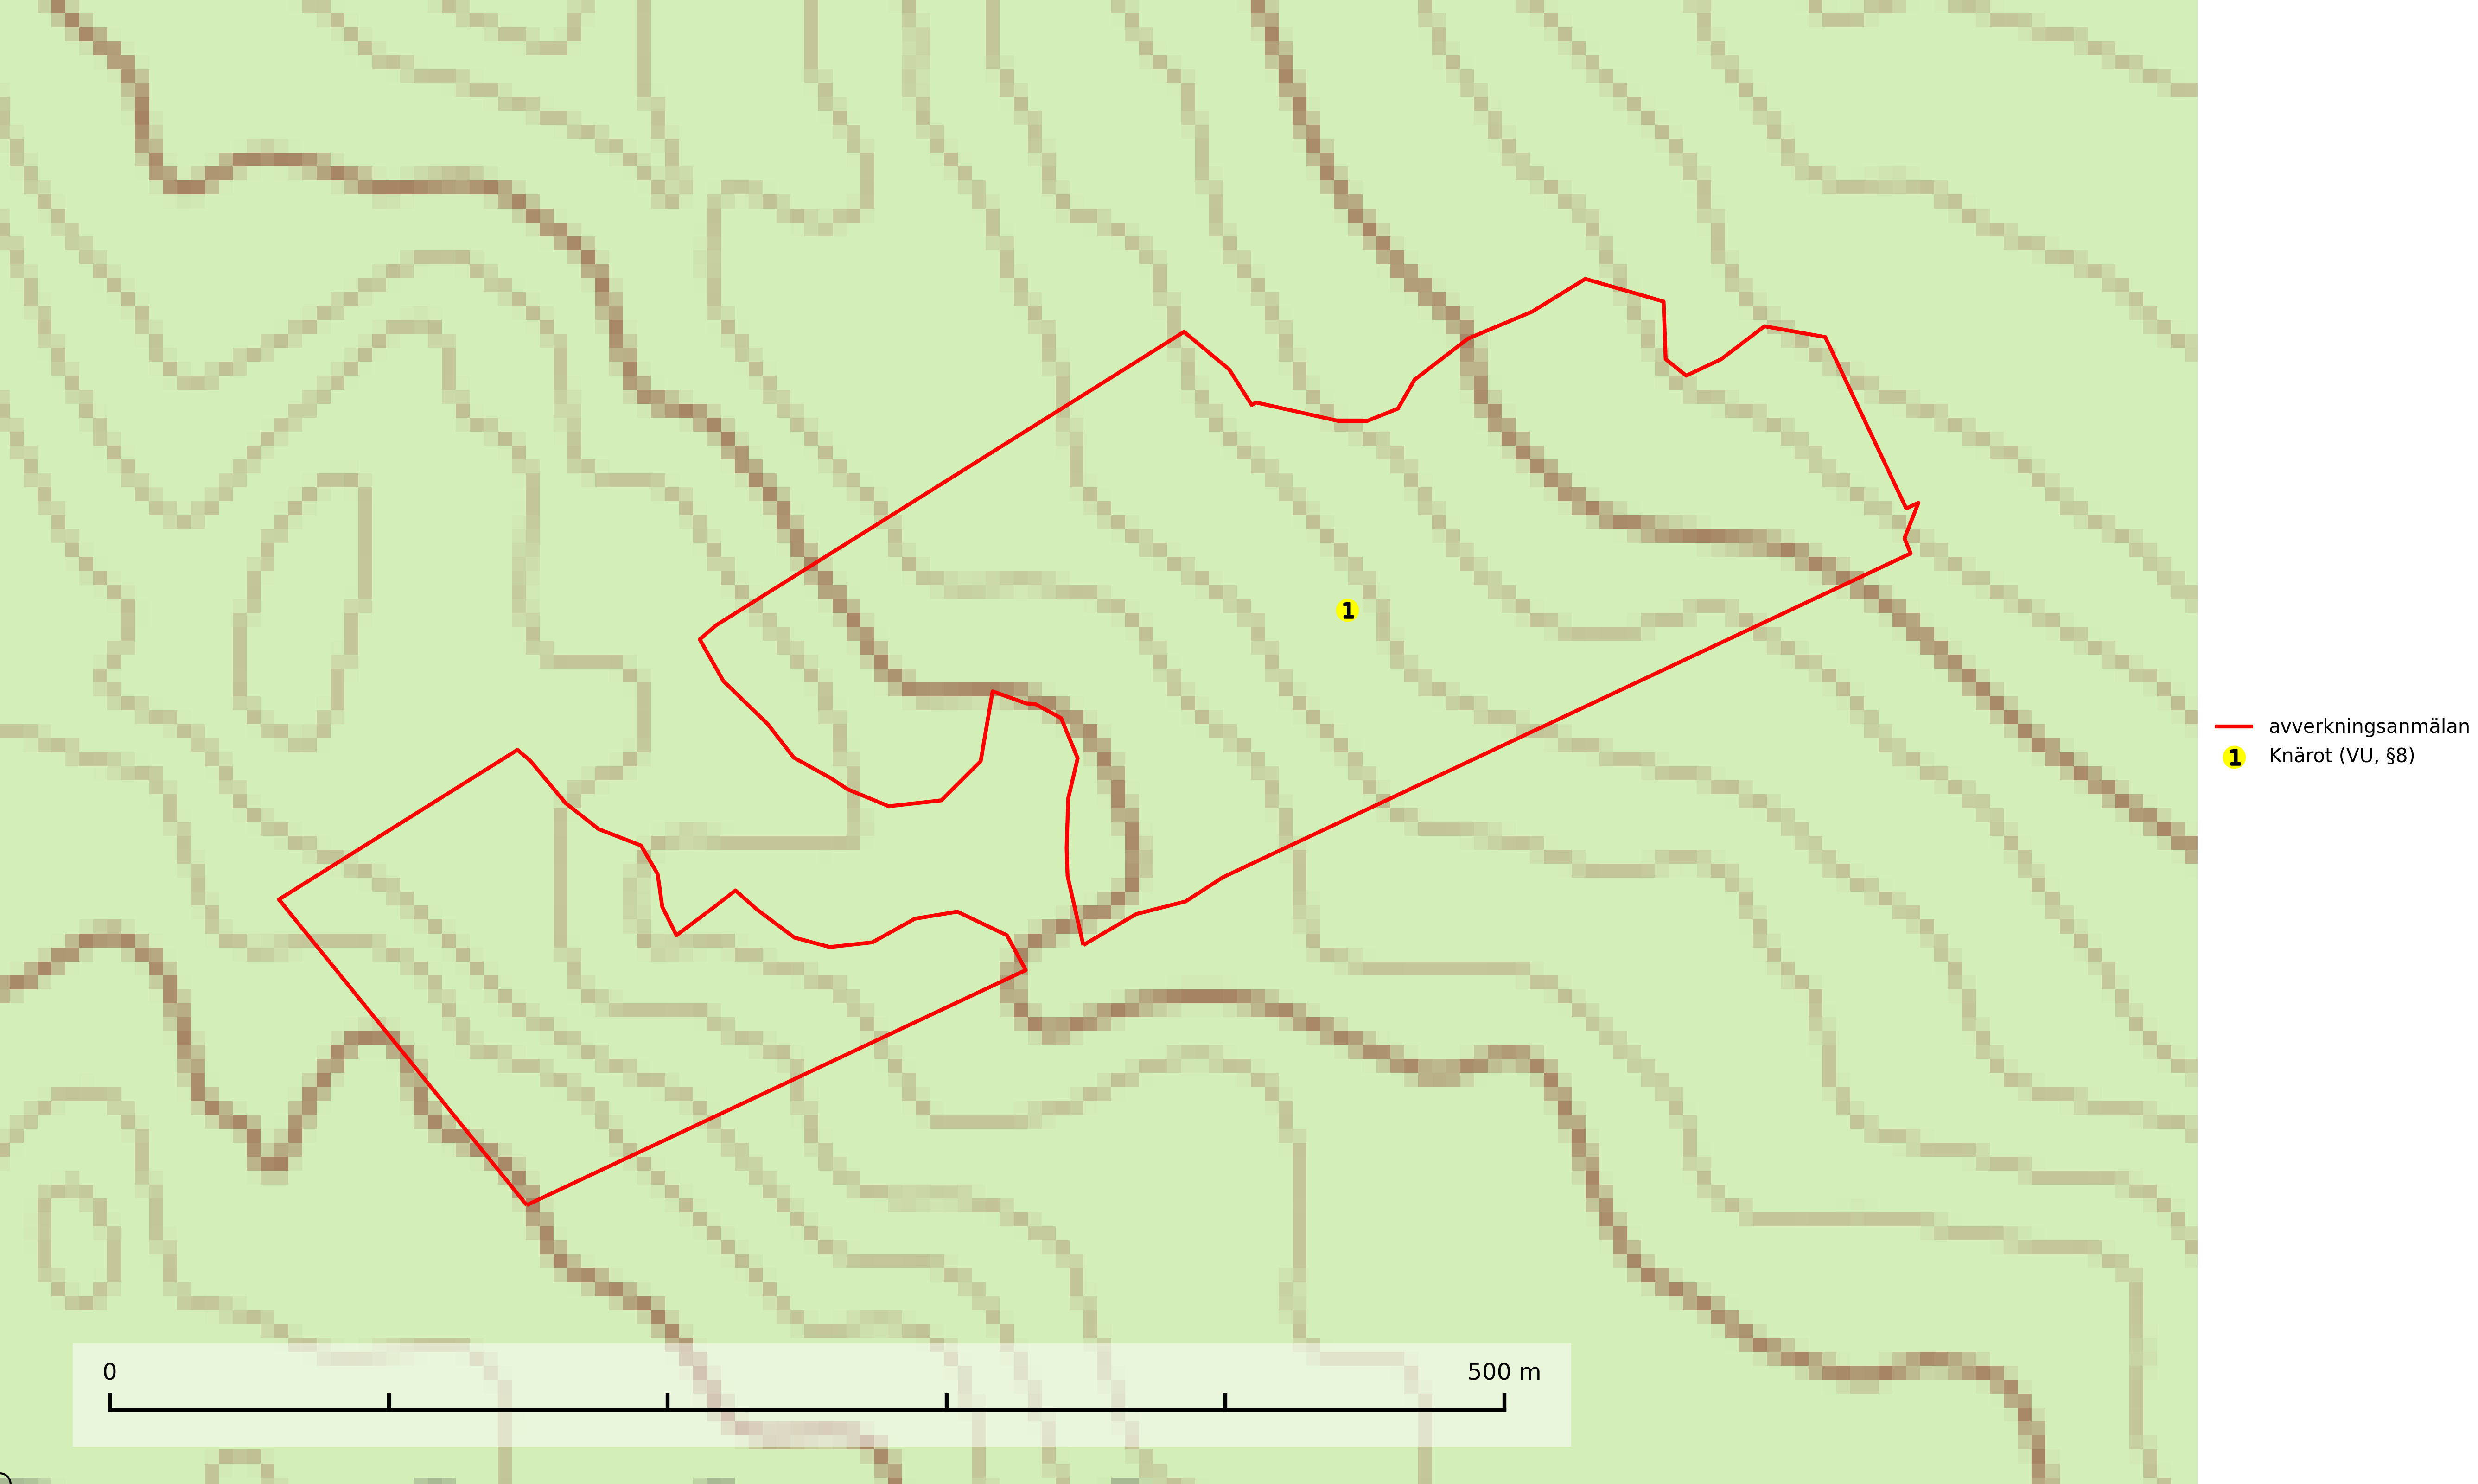 1
avverkningsanmälan
1 Knärot (VU, §8)
0 500 m